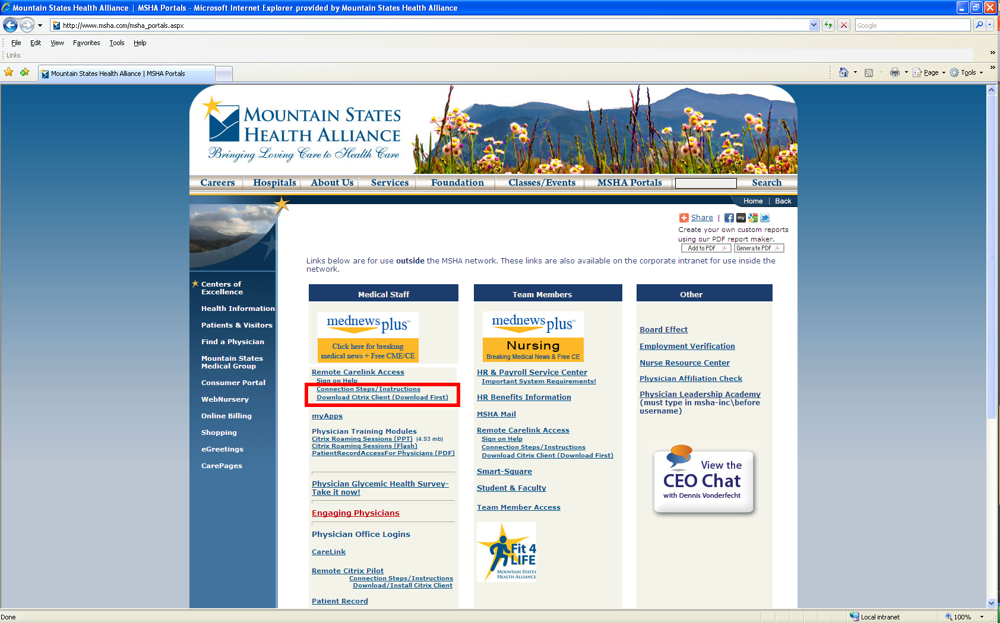 Mountain States Health Alliance | MSHA Portals - Microsoft Internet Explorer provided by Mountain States Health Alliance
http://www.msha.com/msha_portals.aspx
Google
File Edit View Favorites Tools Help
Links
Mountain States Health Alliance | MSHA Portals
Page Tools
MOUNTAIN STATES
HEALTH ALLIANCE
Bringing Loving Care to Health Care
Careers Hospitals About Us Services Foundation Classes/Events MSHA Portals Search
Home | Back
Share |
my
Create your own custom reports
using our PDF report maker.
Add to PDF Generate PDF
Links below are for use outside the MSHA network. These links are also available on the corporate intranet for use inside the
network.
Centers of
Excellence
Health Information
Patients & Visitors
Find a Physician
Mountain States
Medical Group
Consumer Portal
WebNursery
Online Billing
Shopping
eGreetings
CarePages
Medical Staff
mednews plus™
Click here for breaking
medical news + Free CME/CE
Remote Carelink Access
Sign on Help
Connection Steps/Instructions
Download Citrix Client (Download First)
myApps
Physician Training Modules
Citrix Roaming Sessions (PPT) (4.93 mb)
Citrix Roaming Sessions (Flash)
PatientRecordAccessFor Physicians (PDF)
Physician Glycemic Health Survey-
Take it now!
Engaging Physicians
Physician Office Logins
CareLink
Remote Citrix Pilot
Connection Steps/Instructions
Download/Install Citrix Client
Patient Record
Team Members
mednews plus™
Nursing
Breaking Medical News & Free CE
HR & Payroll Service Center
Important System Requirements!
HR Benefits Information
MSHA Mail
Remote Carelink Access
Sign on Help
Connection Steps/Instructions
Download Citrix Client (Download First)
Smart-Square
Student & Faculty
Team Member Access
Fit 4
LIFE
MOUNTAIN STATES
HEALTH ALLIANCE
Other
Board Effect
Employment Verification
Nurse Resource Center
Physician Affiliation Check
Physician Leadership Academy
(must type in msha-inc\before
username)
View the
CEO Chat
with Dennis Vonderfecht
Done
Local intranet
100%